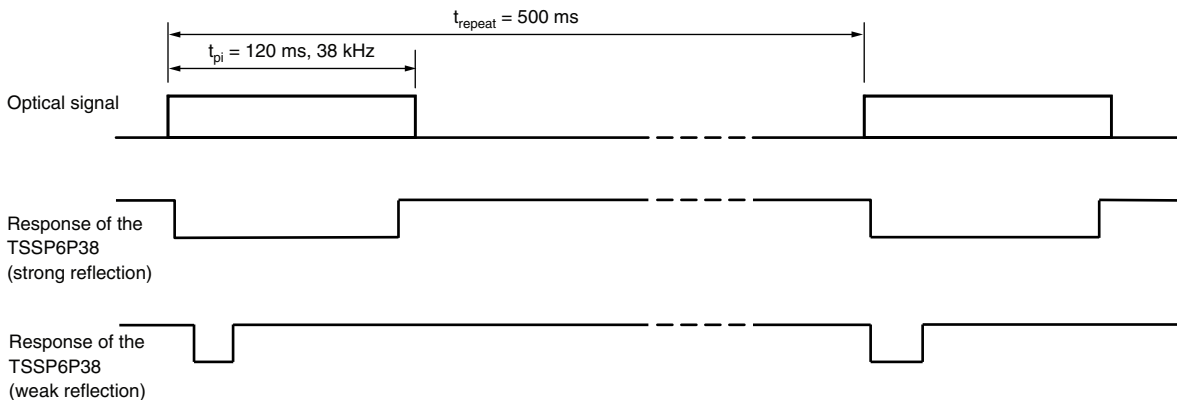 t_repeat = 500 ms
t_pi = 120 ms, 38 kHz
Optical signal
Response of the
TSSP6P38
(strong reflection)
Response of the
TSSP6P38
(weak reflection)